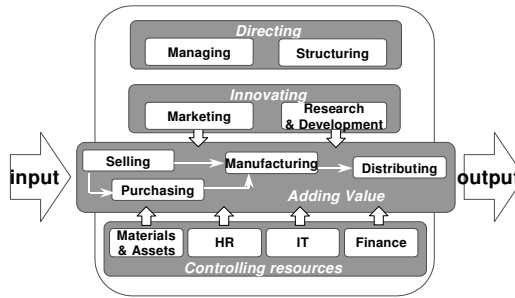 Directing
Managing Structuring
Innovating
Marketing Research
& Development
Selling Manufacturing Distributing
Purchasing
Adding Value
input output
Materials
& Assets HR IT Finance
Controlling resources